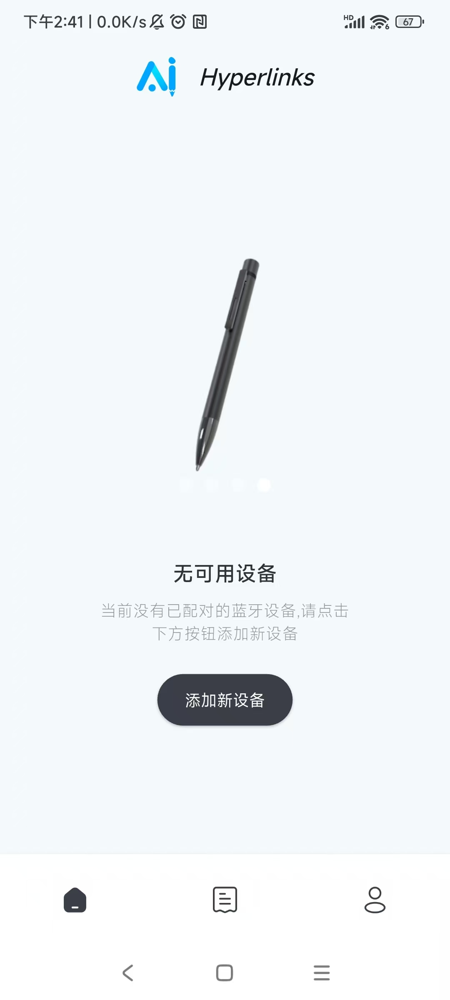 下午2:41 | 0.0K/s HD 6 67
Ai Hyperlinks
无可用设备
当前没有已配对的蓝牙设备,请点击
下方按钮添加新设备
添加新设备